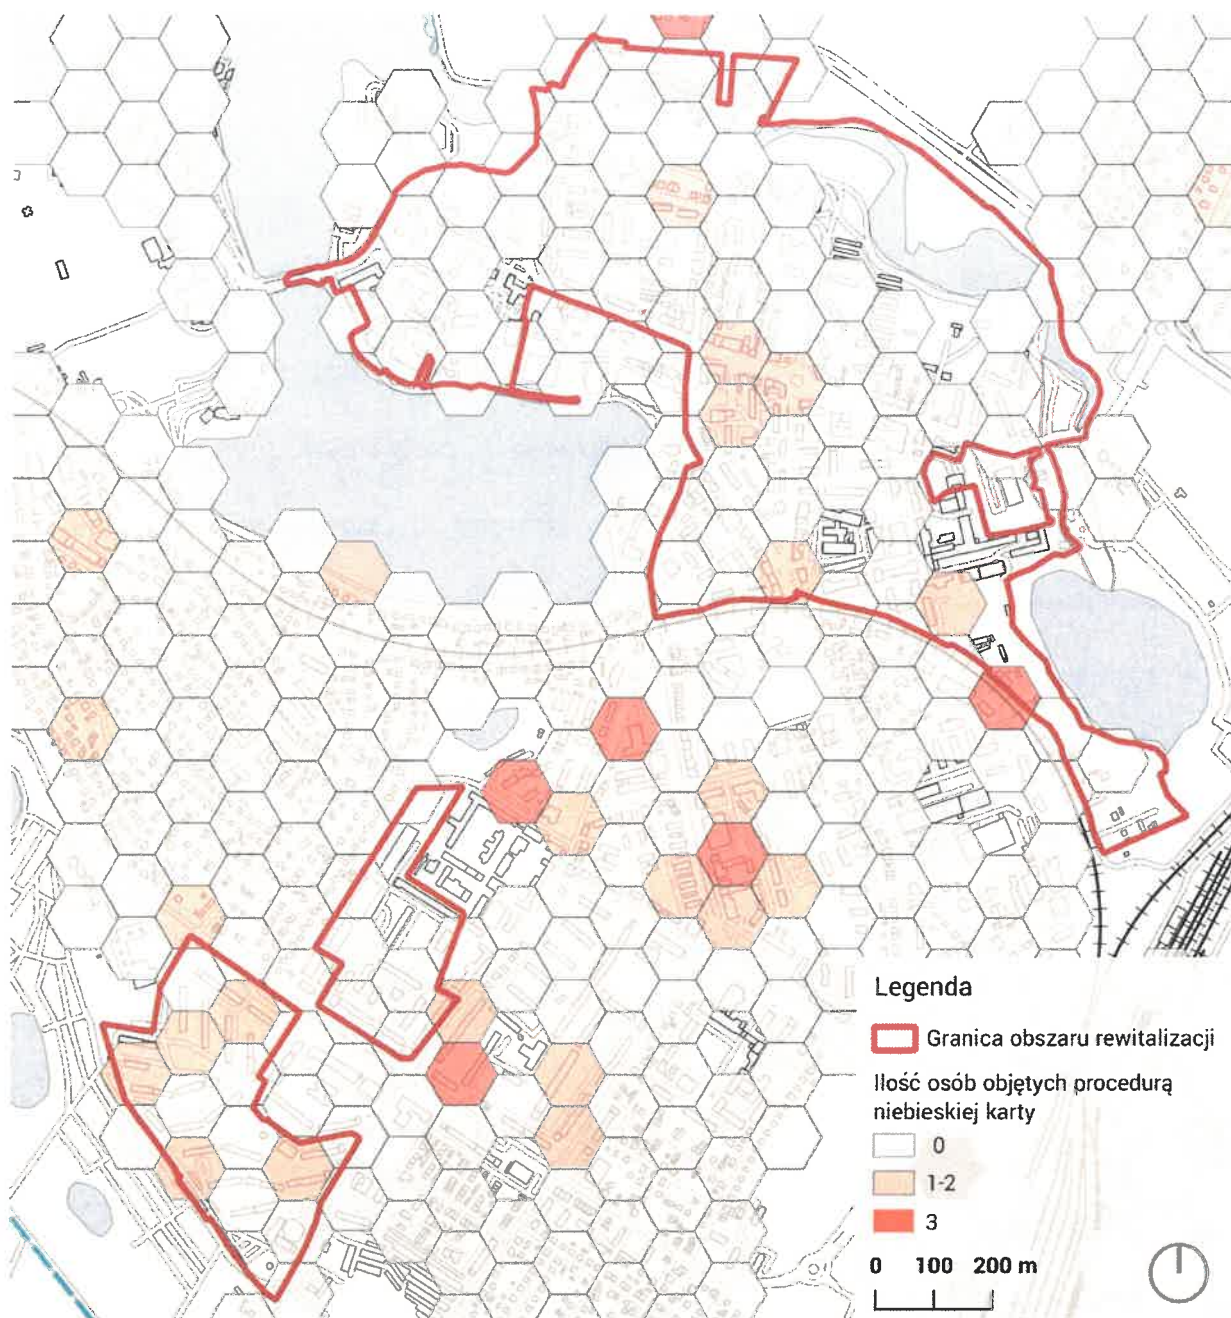 Legenda
Granica obszaru rewitalizacji
Ilość osób objętych procedurą
niebieskiej karty
0
1-2
3
0 100 200 m